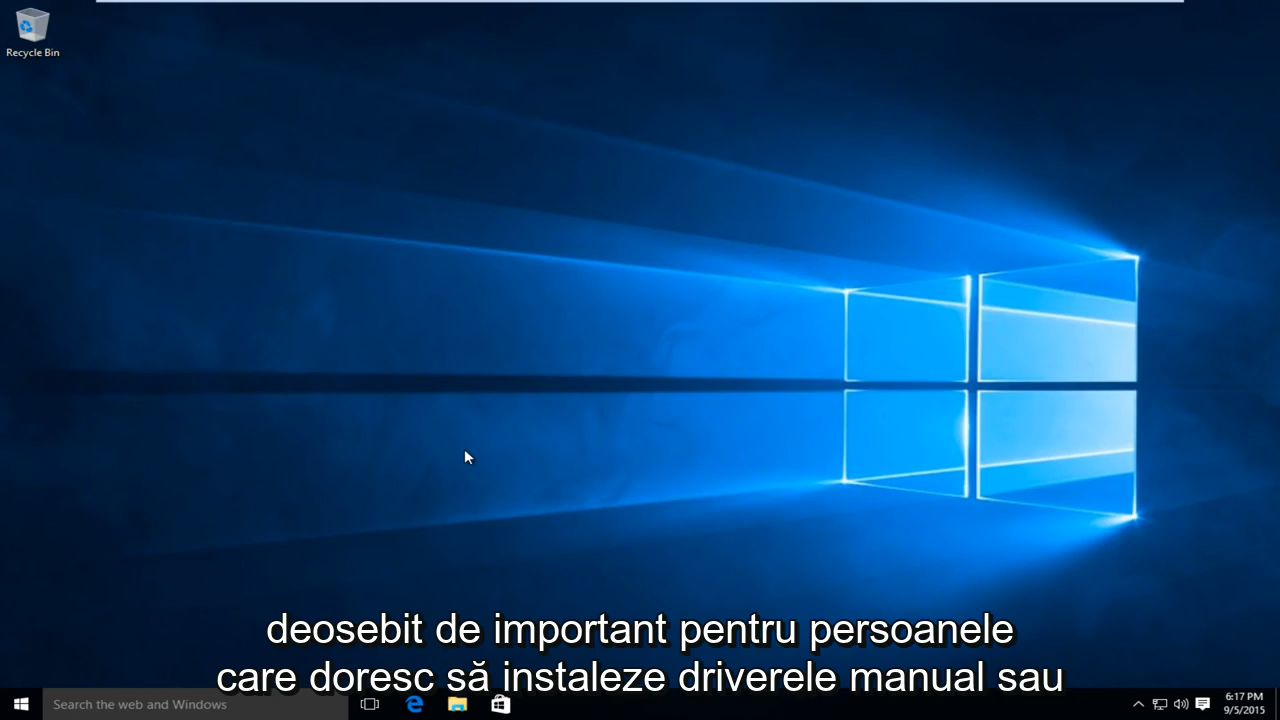 Recycle Bin
deosebit de important pentru persoanele
care doresc să instaleze driverele manual sau
Search the web and Windows
6:17 PM
9/5/2015